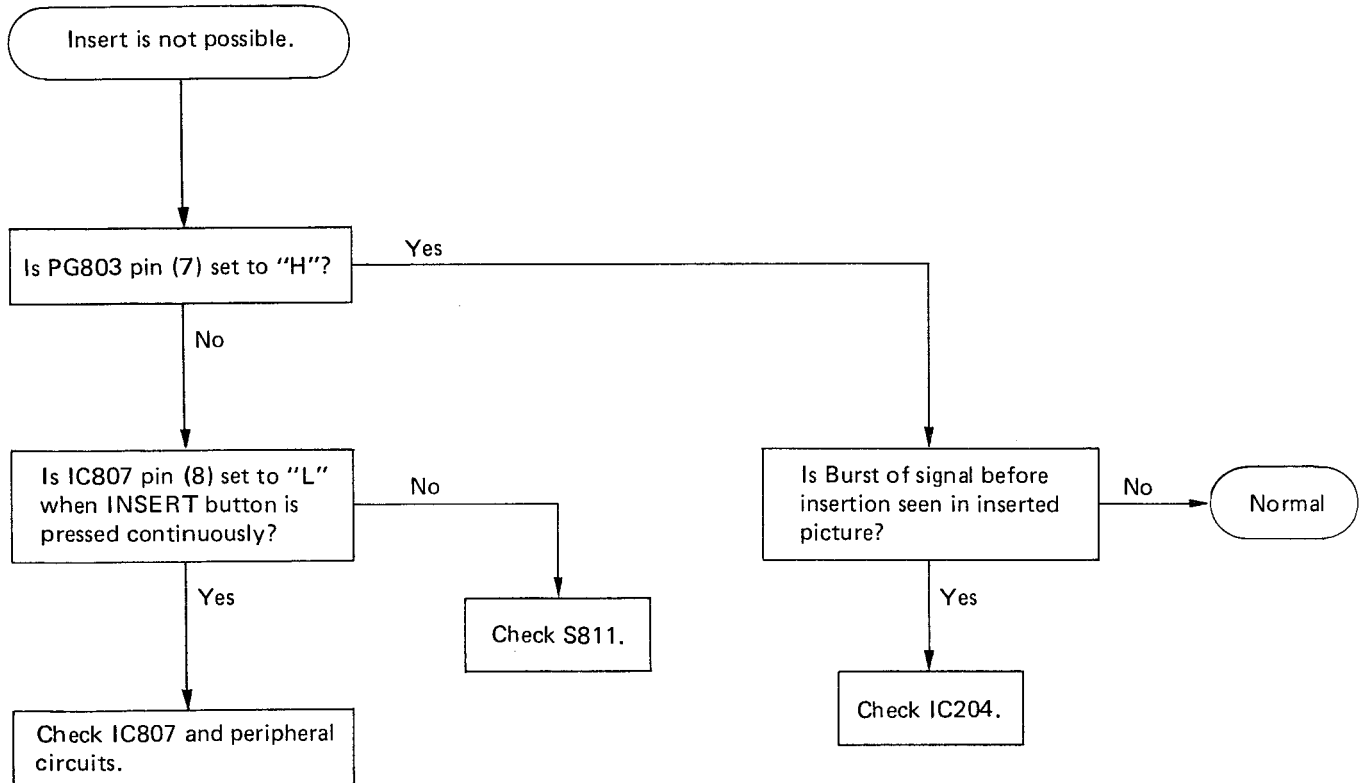 Insert is not possible.
Is PG803 pin (7) set to “H”?
Yes
No
Is IC807 pin (8) set to “L”
when INSERT button is
pressed continuously?
No
Is Burst of signal before
insertion seen in inserted
picture?
No
Normal
Yes
Check S811.
Yes
Check IC204.
Check IC807 and peripheral
circuits.